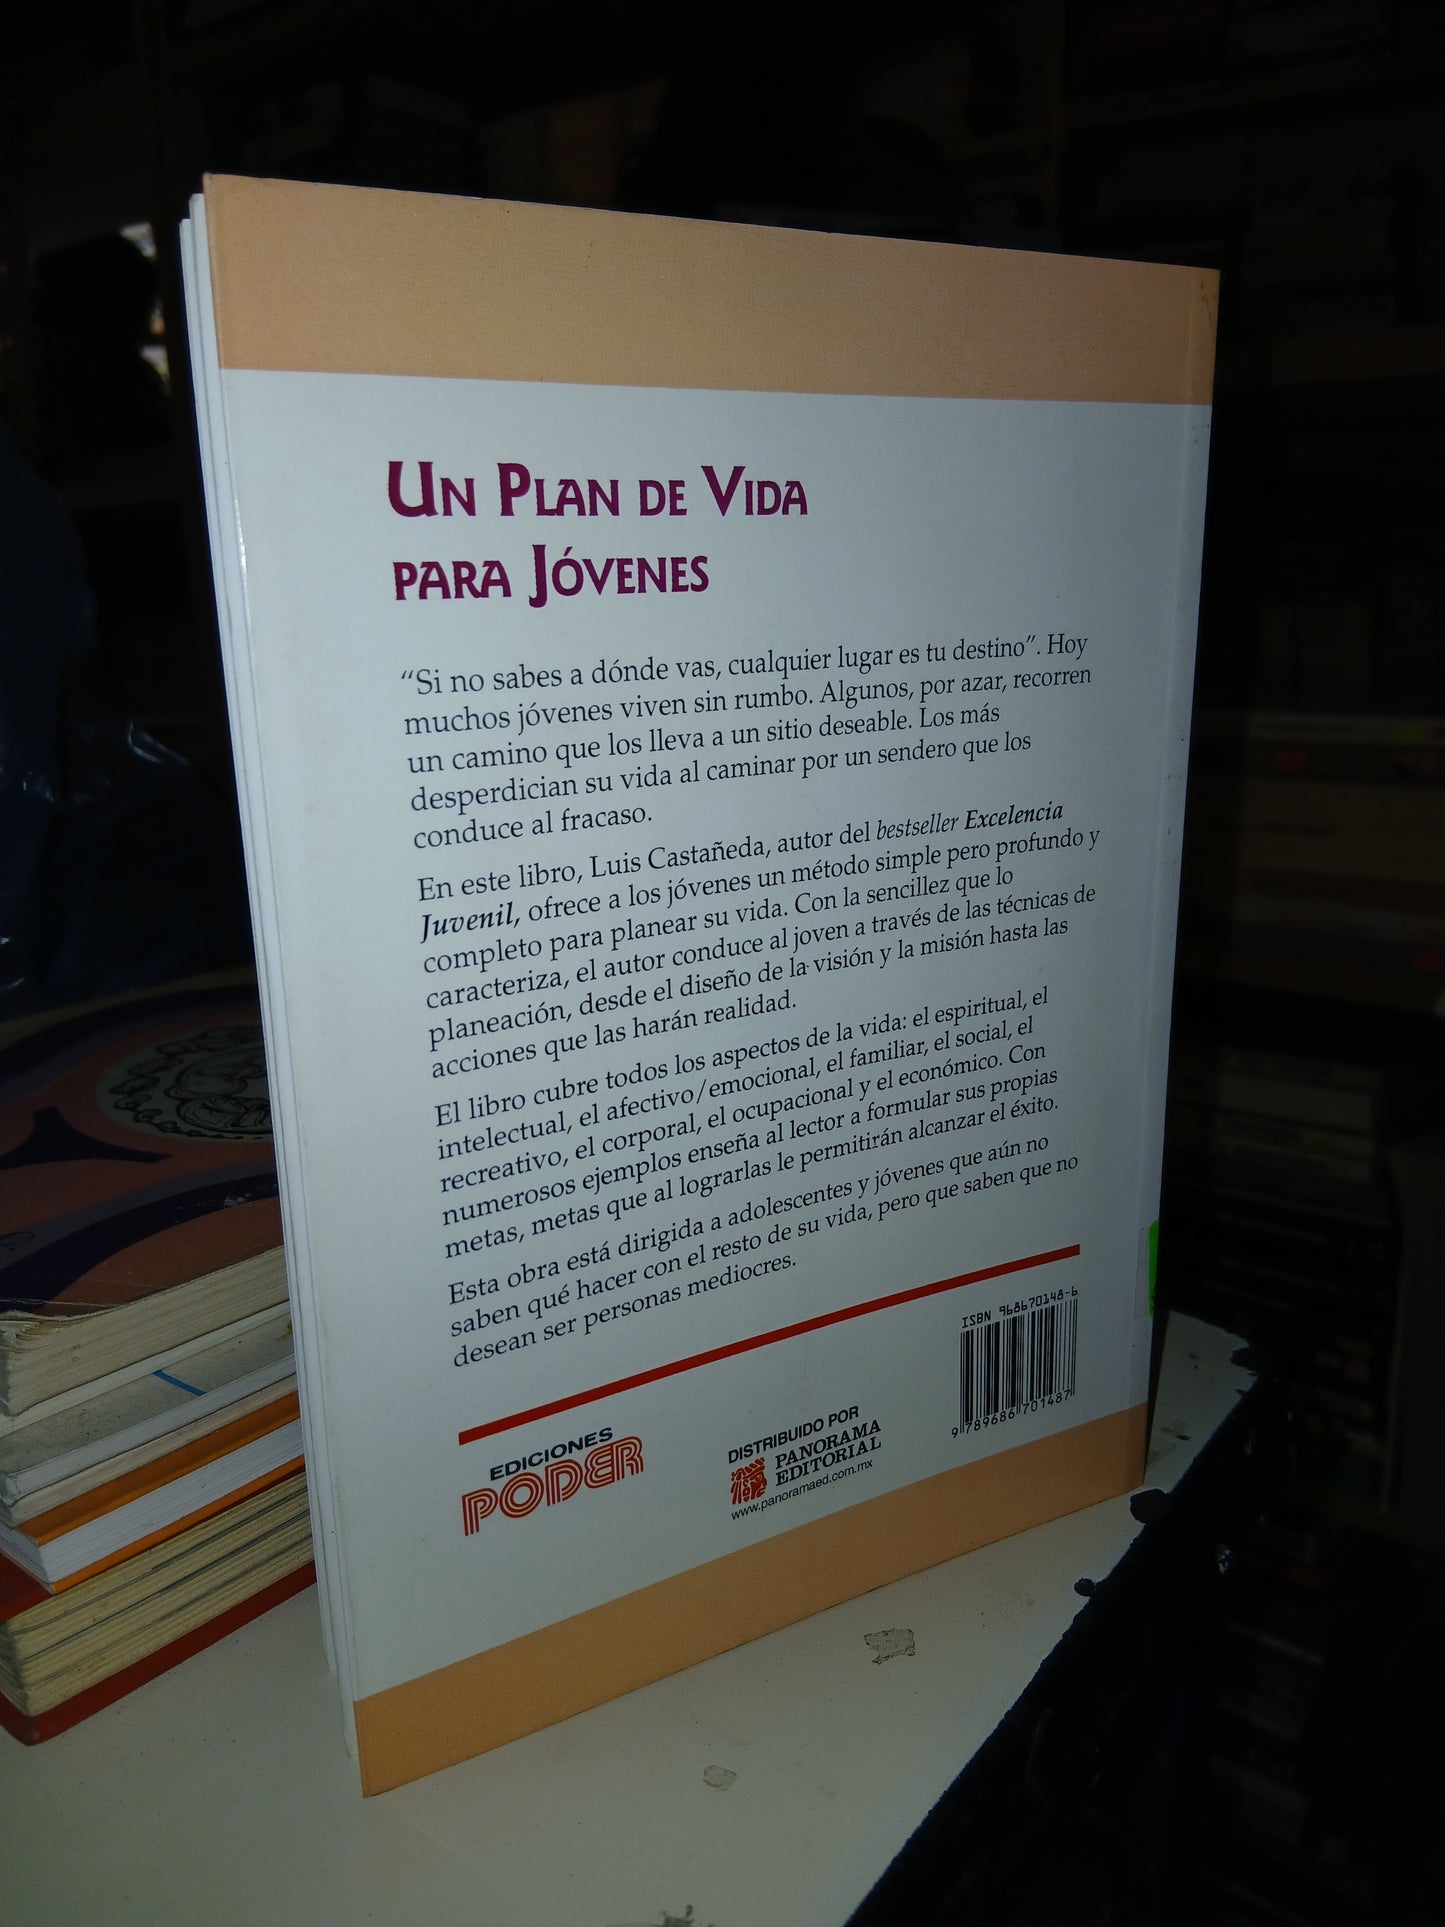 Un Plan de Vida
para Jóvenes
“Si no sabes a dónde vas, cualquier lugar es tu destino”. Hoy
muchos jóvenes viven sin rumbo. Algunos, por azar, recorren
un camino que los lleva a un sitio deseable. Los más
desperdician su vida al caminar por un sendero que los
conduce al fracaso.
En este libro, Luis Castañeda, autor del bestseller Excelencia
Juvenil, ofrece a los jóvenes un método simple pero profundo y
completo para planear su vida. Con la sencillez que lo
caracteriza, el autor conduce al joven a través de las técnicas de
planeación, desde el diseño de la visión y la misión hasta las
acciones que las harán realidad.
El libro cubre todos los aspectos de la vida: el espiritual, el
intelectual, el afectivo/emocional, el familiar, el social, el
recreativo, el corporal, el ocupacional y el económico. Con
numerosos ejemplos enseña al lector a formular sus propias
metas, metas que al lograrlas le permitirán alcanzar el éxito.
Esta obra está dirigida a adolescentes y jóvenes que aún no
saben qué hacer con el resto de su vida, pero que saben que no
desean ser personas mediocres.
EDICIONES
PODER
DISTRIBUIDO POR
PANORAMA
EDITORIAL
www.panoramaed.com.mx
ISBN 968670148-6
9 789686 701487